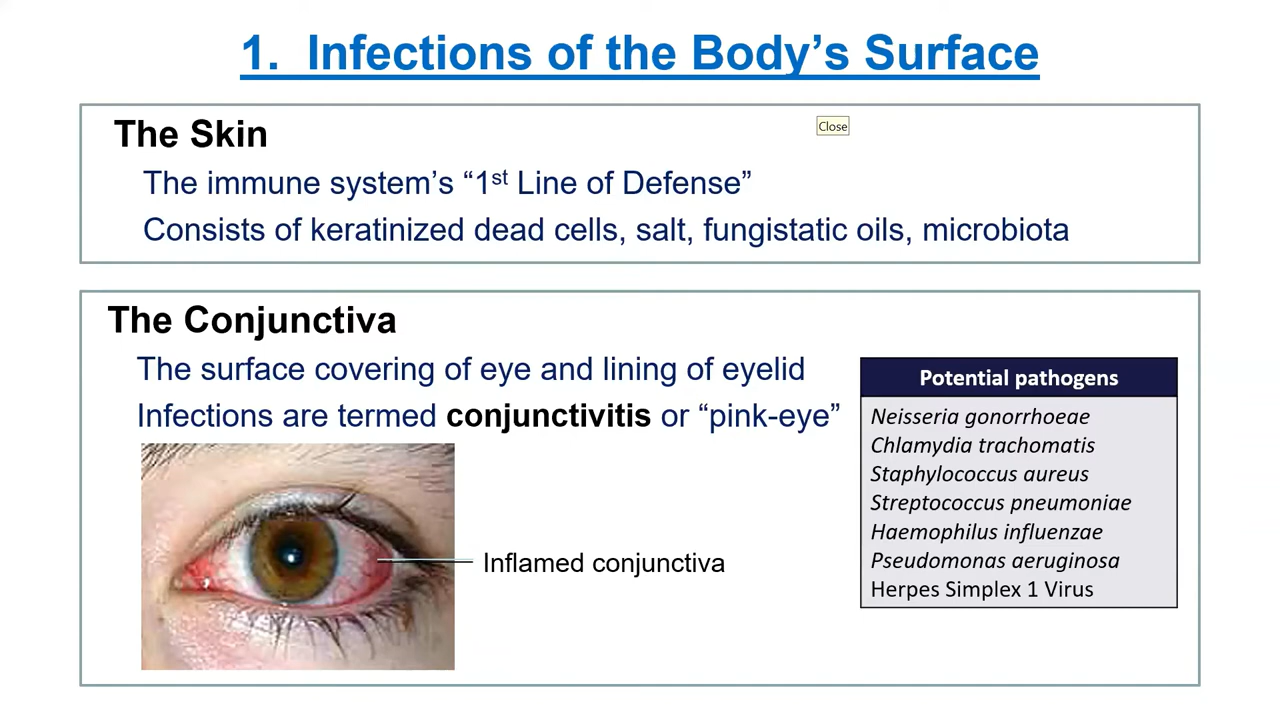 1. Infections of the Body’s Surface
The Skin
Close
The immune system’s “1st Line of Defense”
Consists of keratinized dead cells, salt, fungistatic oils, microbiota
The Conjunctiva
The surface covering of eye and lining of eyelid
Infections are termed conjunctivitis or “pink-eye”
Inflamed conjunctiva
Potential pathogens
Neisseria gonorrhoeae
Chlamydia trachomatis
Staphylococcus aureus
Streptococcus pneumoniae
Haemophilus influenzae
Pseudomonas aeruginosa
Herpes Simplex 1 Virus